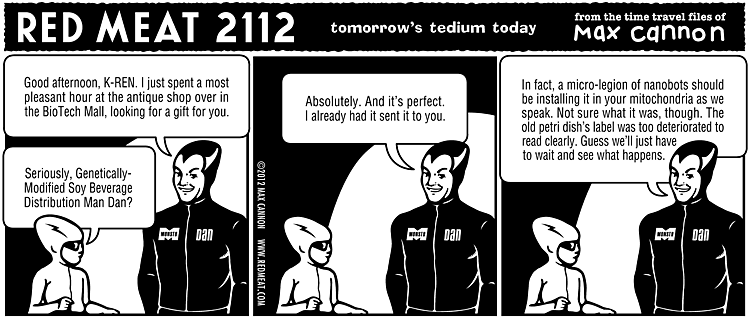 RED MEAT 2112
tomorrow's tedium today
from the time travel files of
max cannon
Good afternoon, K-REN. I just spent a most
pleasant hour at the antique shop over in
the BioTech Mall, looking for a gift for you.
Seriously, Genetically-
Modified Soy Beverage
Distribution Man Dan?
MONSTO
Dan
©2012 MAX CANNON WWW.REDMEAT.COM
Absolutely. And it's perfect.
I already had it sent it to you.
MONSTO
Dan
In fact, a micro-legion of nanobots should
be installing it in your mitochondria as we
speak. Not sure what it was, though. The
old petri dish's label was too deteriorated to
read clearly. Guess we'll just have
to wait and see what happens.
MONSTO
Dan